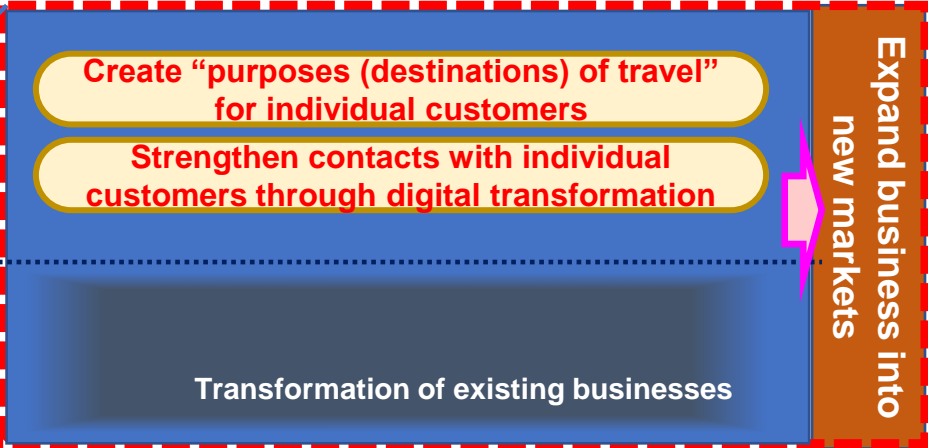 Create “purposes (destinations) of travel”
for individual customers
Strengthen contacts with individual
customers through digital transformation
Transformation of existing businesses
Expand business into
new markets